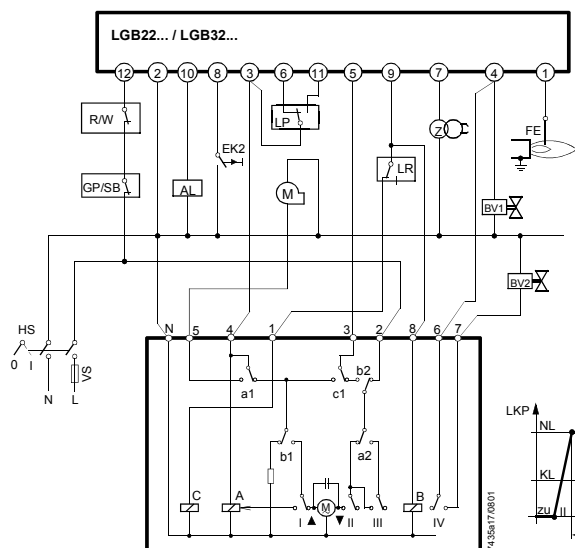 LGB22... / LGB32...
12 2 10 8 3 6 11 5 9 7 4 1
R/W
LP
Z
FE
EK2
LR
GP/SB
AL
M
BV1
BV2
HS
0 I
VS
N L
N 5 4 1 3 2 8 6 7
a1 c1 b2
b1 a2
C A M B
I II III IV
7435a17/0801
LKP
NL
KL
zu II